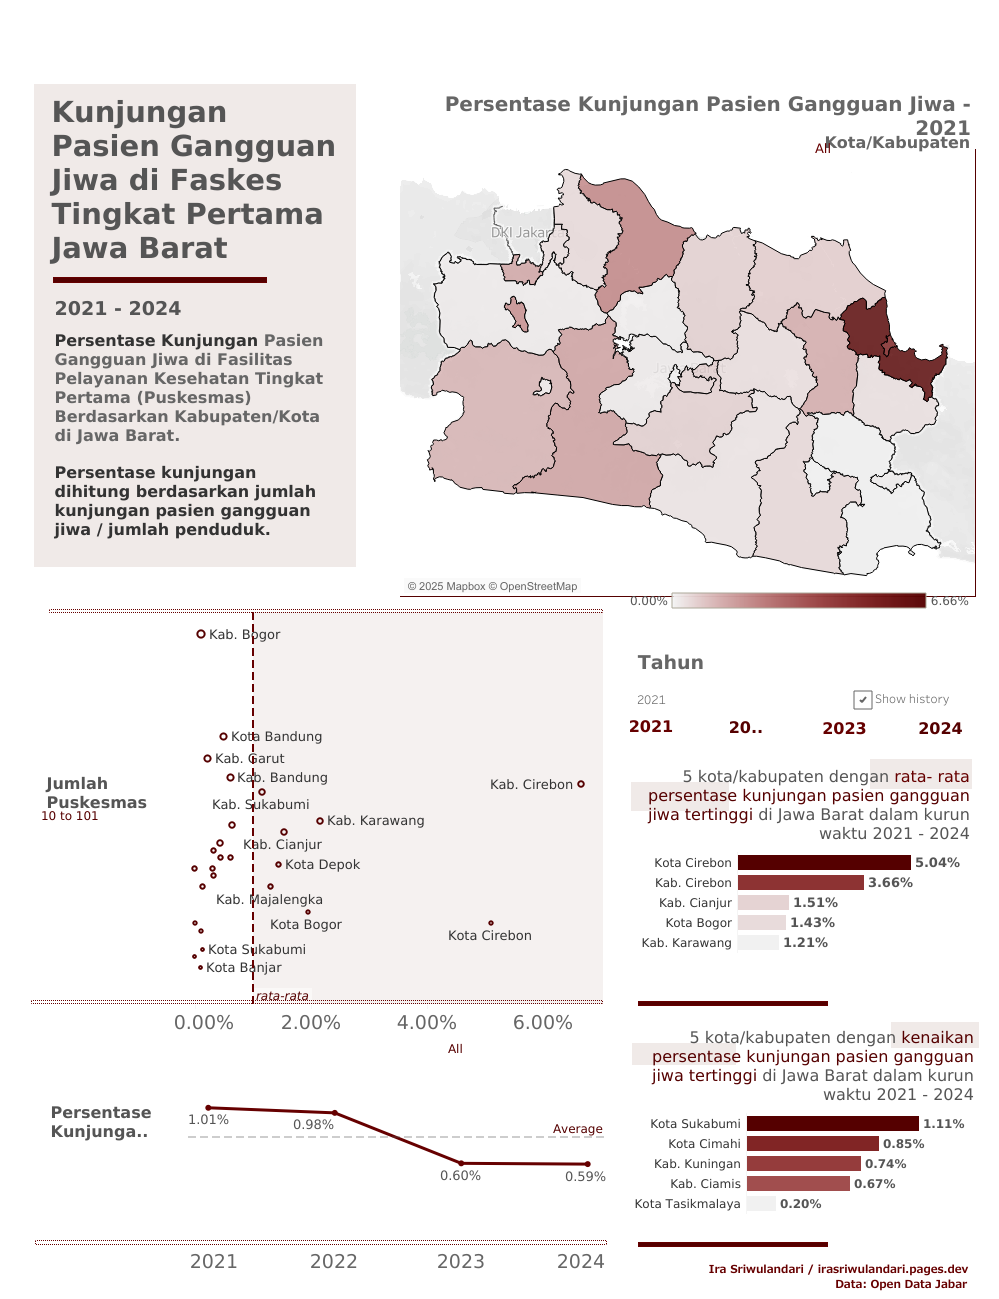 Kunjungan
Pasien Gangguan
Jiwa di Faskes
Tingkat Pertama
Jawa Barat
2021 - 2024
Persentase Kunjungan Pasien
Gangguan Jiwa di Fasilitas
Pelayanan Kesehatan Tingkat
Pertama (Puskesmas)
Berdasarkan Kabupaten/Kota
di Jawa Barat.
Persentase kunjungan
dihitung berdasarkan jumlah
kunjungan pasien gangguan
jiwa / jumlah penduduk.
Persentase Kunjungan Pasien Gangguan Jiwa -
2021
Kota/Kabupaten
All
DKI Jakar
© 2025 Mapbox © OpenStreetMap
0.00%
6.66%
Kab. Bogor
Kota Bandung
Kab. Garut
Kab. Bandung
Kab. Cirebon
Kab. Sukabumi
Kab. Karawang
Kab. Cianjur
Kota Depok
Kab. Majalengka
Kota Bogor
Kota Cirebon
Kota Sukabumi
Kota Banjar
rata-rata
Jumlah
Puskesmas
10 to 101
0.00% 2.00% 4.00% 6.00%
All
Persentase
Kunjunga..
1.01%
0.98%
Average
0.60%
0.59%
2021 2022 2023 2024
Tahun
2021
Show history
2021 20.. 2023 2024
5 kota/kabupaten dengan rata- rata
persentase kunjungan pasien gangguan
jiwa tertinggi di Jawa Barat dalam kurun
waktu 2021 - 2024
Kota Cirebon 5.04%
Kab. Cirebon 3.66%
Kab. Cianjur 1.51%
Kota Bogor 1.43%
Kab. Karawang 1.21%
5 kota/kabupaten dengan kenaikan
persentase kunjungan pasien gangguan
jiwa tertinggi di Jawa Barat dalam kurun
waktu 2021 - 2024
Kota Sukabumi 1.11%
Kota Cimahi 0.85%
Kab. Kuningan 0.74%
Kab. Ciamis 0.67%
Kota Tasikmalaya 0.20%
Ira Sriwulandari / irasriwulandari.pages.dev
Data: Open Data Jabar